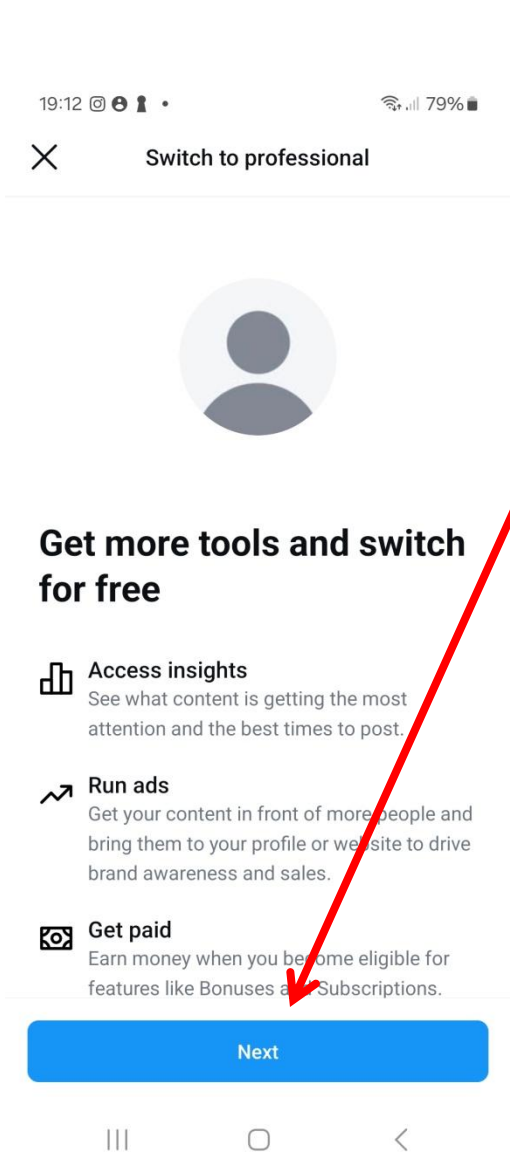 19:12 79%
Switch to professional
Get more tools and switch
for free
Access insights
See what content is getting the most
attention and the best times to post.
Run ads
Get your content in front of more people and
bring them to your profile or website to drive
brand awareness and sales.
Get paid
Earn money when you become eligible for
features like Bonuses and Subscriptions.
Next